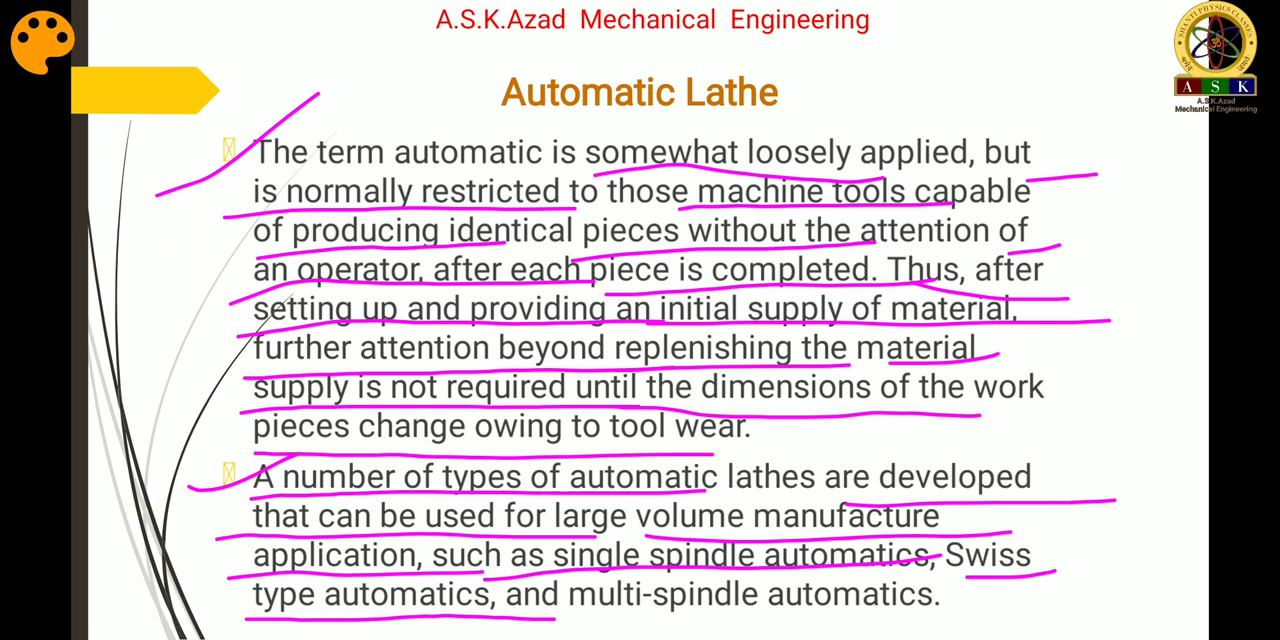 A.S.K.Azad Mechanical Engineering
SHANTI PHYSICS CLASSES
A S K
A.S.K.Azad
Mechanical Engineering
Automatic Lathe
The term automatic is somewhat loosely applied, but
is normally restricted to those machine tools capable
of producing identical pieces without the attention of
an operator, after each piece is completed. Thus, after
setting up and providing an initial supply of material,
further attention beyond replenishing the material
supply is not required until the dimensions of the work
pieces change owing to tool wear.
A number of types of automatic lathes are developed
that can be used for large volume manufacture
application, such as single spindle automatics, Swiss
type automatics, and multi-spindle automatics.